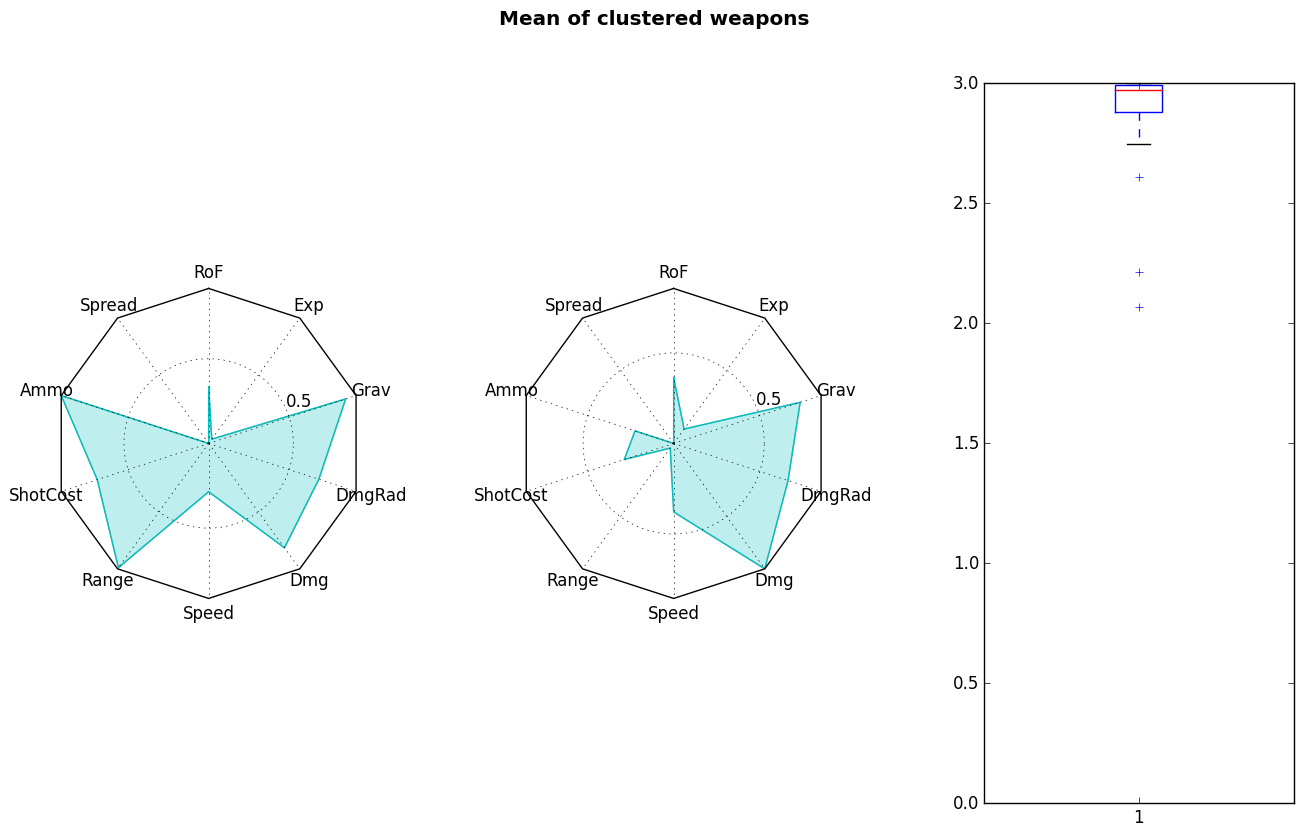 Mean of clustered weapons
RoF
Spread
Exp
Ammo
Grav
0.5
ShotCost
DmgRad
Range
Dmg
Speed
RoF
Spread
Exp
Ammo
Grav
0.5
ShotCost
DmgRad
Range
Dmg
Speed
3.0
2.5
2.0
1.5
1.0
0.5
0.0
1